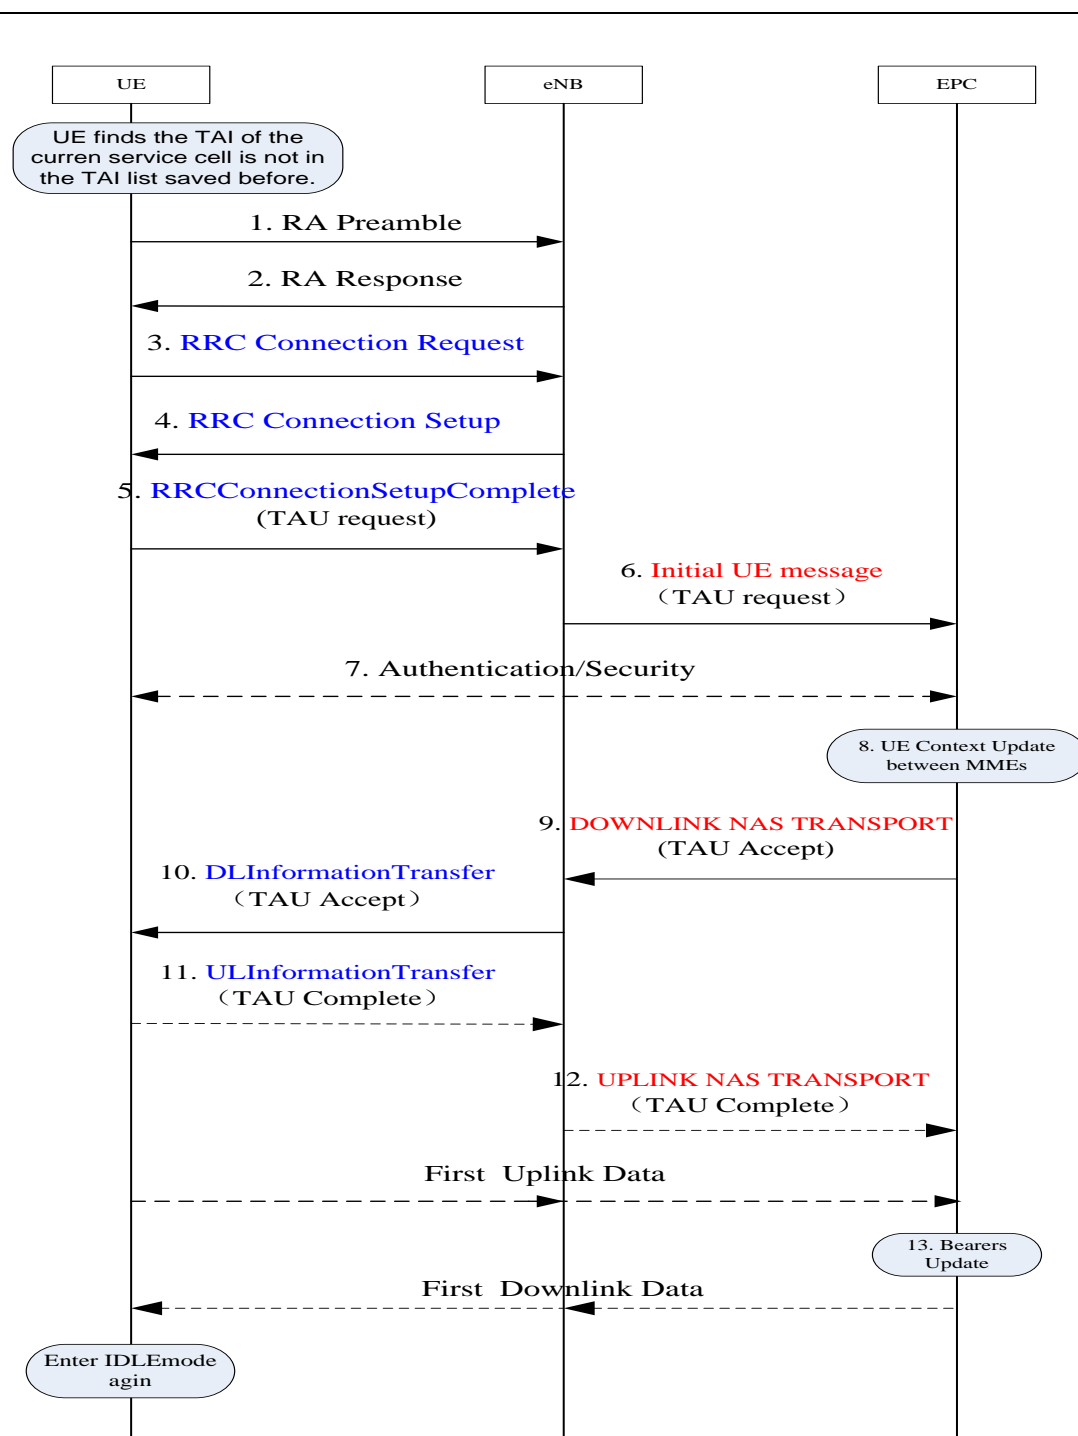 UE
eNB
EPC
UE finds the TAI of the
curren service cell is not in
the TAI list saved before.
1. RA Preamble
2. RA Response
3. RRC Connection Request
4. RRC Connection Setup
5. RRCConnectionSetupComplete
(TAU request)
6. Initial UE message
（TAU request）
7. Authentication/Security
8. UE Context Update
between MMEs
9. DOWNLINK NAS TRANSPORT
(TAU Accept)
10. DLInformationTransfer
（TAU Accept）
11. ULInformationTransfer
（TAU Complete）
12. UPLINK NAS TRANSPORT
（TAU Complete）
First Uplink Data
13. Bearers
Update
First Downlink Data
Enter IDLEmode
agin